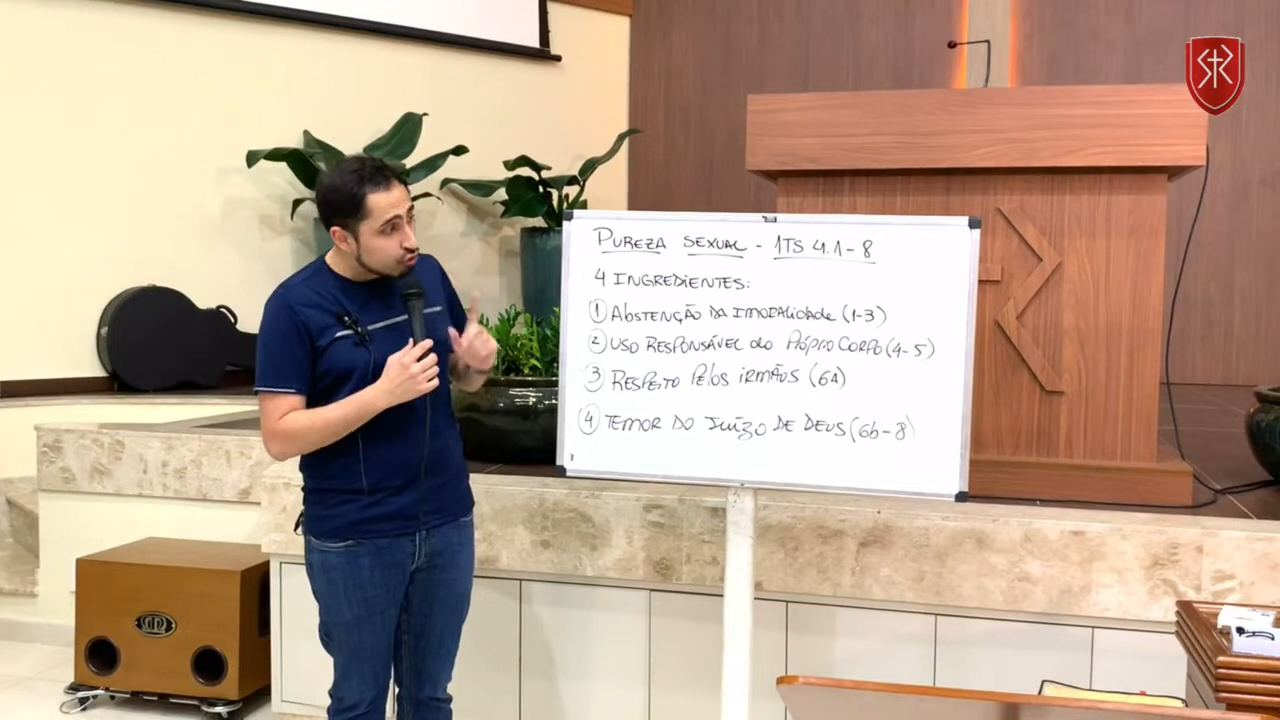 PUREZA SEXUAL - 1TS 4.1-8
4 INGREDIENTES:
1 ABSTENÇÃO DA IMORALIDADE (1-3)
2 USO RESPONSÁVEL do PRÓPRIO CORPO (4-5)
3 RESPEITO PELOS IRMÃOS (6A)
4 TEMOR DO JUÍZO DE DEUS (6b-8)